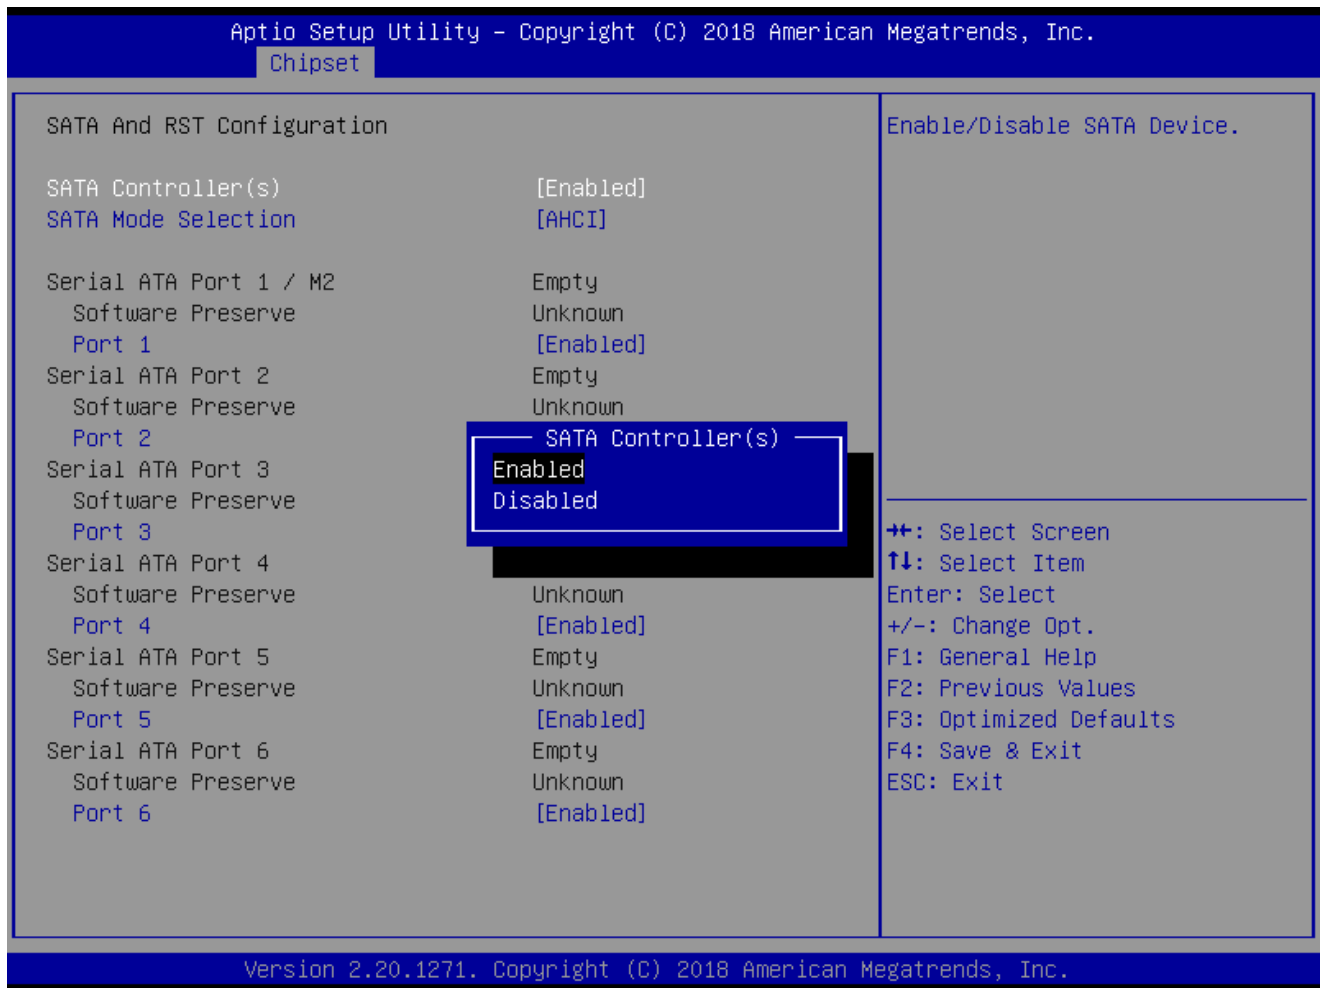 Aptio Setup Utility – Copyright (C) 2018 American Megatrends, Inc.
Chipset
SATA And RST Configuration
SATA Controller(s) [Enabled]
SATA Mode Selection [AHCI]
Serial ATA Port 1 / M2 Empty
Software Preserve Unknown
Port 1 [Enabled]
Serial ATA Port 2 Empty
Software Preserve Unknown
Port 2
Serial ATA Port 3
Software Preserve
Port 3
Serial ATA Port 4
Software Preserve Unknown
Port 4 [Enabled]
Serial ATA Port 5 Empty
Software Preserve Unknown
Port 5 [Enabled]
Serial ATA Port 6 Empty
Software Preserve Unknown
Port 6 [Enabled]
SATA Controller(s)
Enabled
Disabled
Enable/Disable SATA Device.
→←: Select Screen
↑↓: Select Item
Enter: Select
+/-: Change Opt.
F1: General Help
F2: Previous Values
F3: Optimized Defaults
F4: Save & Exit
ESC: Exit
Version 2.20.1271. Copyright (C) 2018 American Megatrends, Inc.